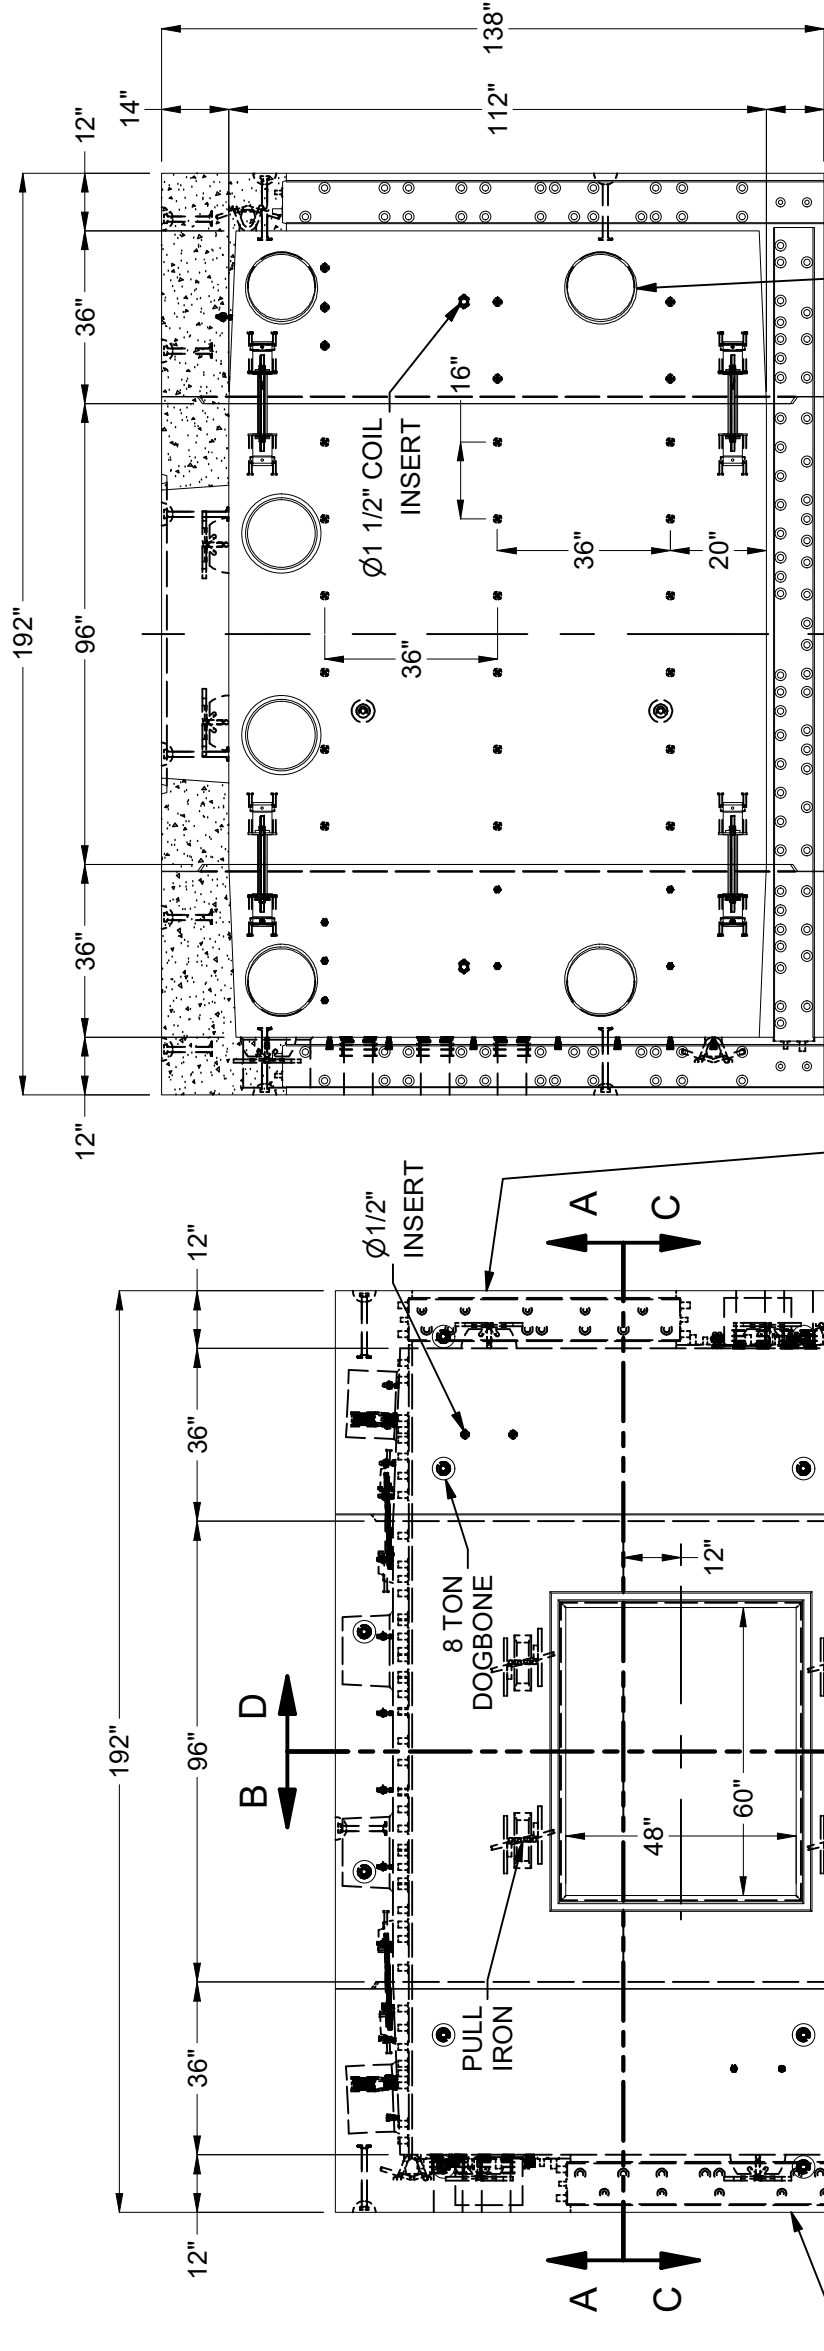 192"
12"
36"
96"
36"
12"
B
D
PULL
IRON
8 TON
DOGBONE
Ø1/2"
INSERT
48"
60"
12"
A
C
A
C
192"
12"
36"
96"
36"
12"
14"
112"
138"
Ø1 1/2" COIL
INSERT
16"
36"
36"
20"